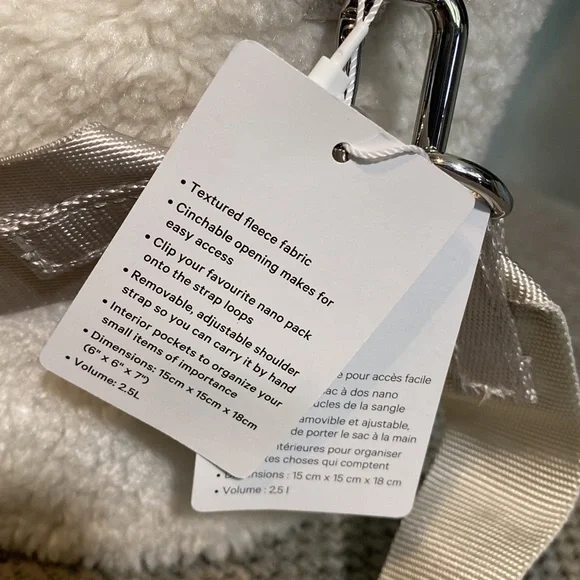 • Textured fleece fabric
• Cinchable opening makes for
easy access
• Clip your favourite nano pack
onto the strap loops
• Removable, adjustable shoulder
strap so you can carry it by hand
• Interior pockets to organize your
small items of importance
• Dimensions: 15cm x 15cm x 18cm
(6" x 6" x 7")
• Volume: 2.5L
pour accès facile
sac à dos nano
de la sangle
amovible et ajustable,
de porter le sac à la main
intérieures pour organiser
choses qui comptent
: 15 cm x 15 cm x 18 cm
• Volume : 2.5 l